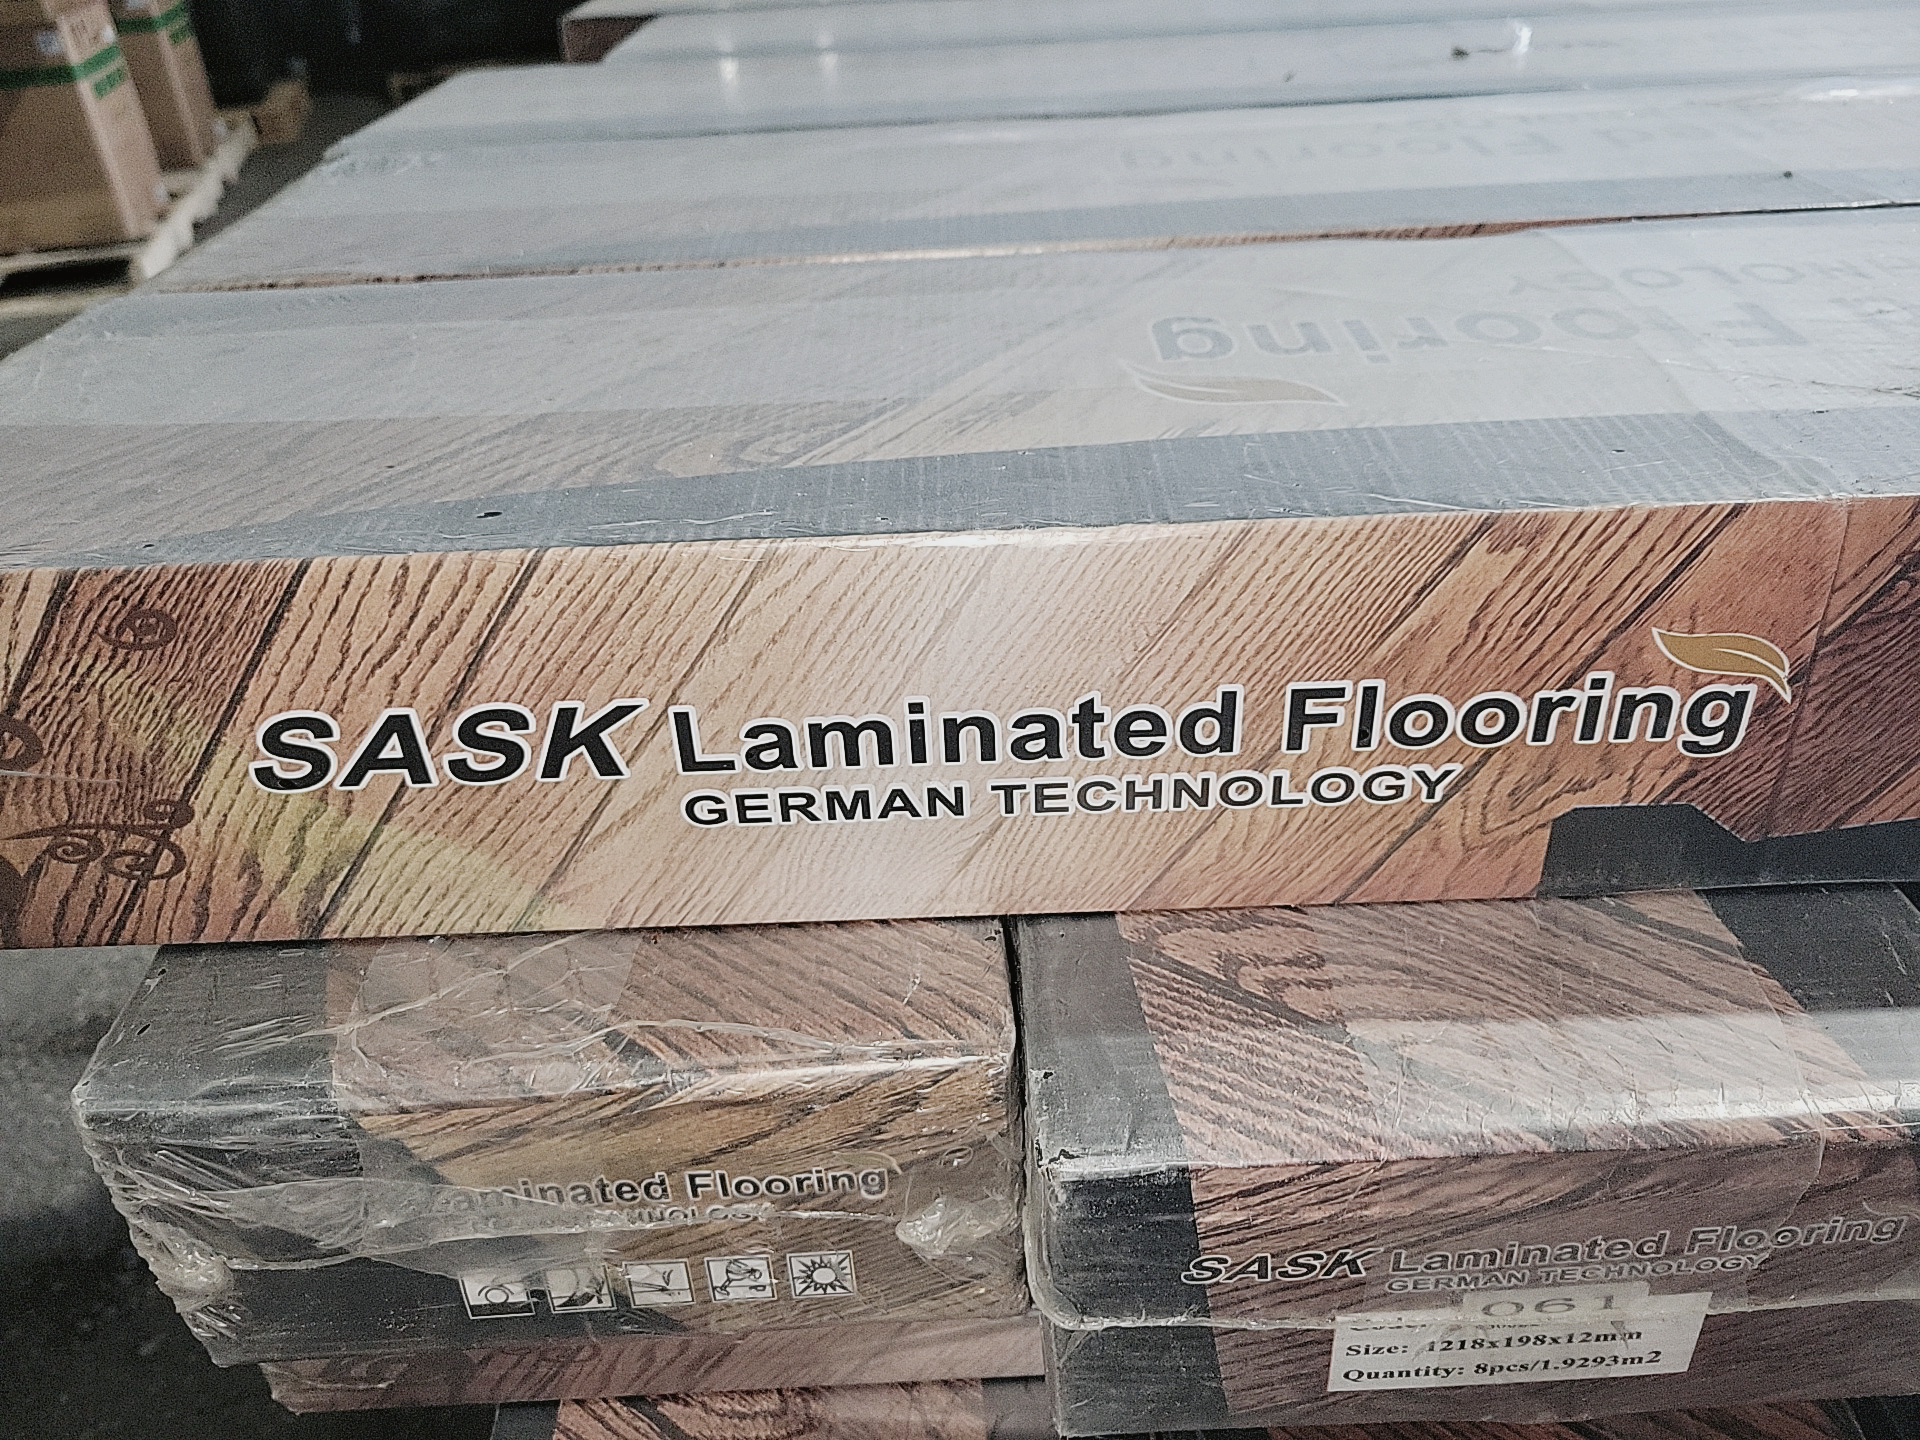 Flooring
SASK Laminated Flooring
GERMAN TECHNOLOGY
Laminated Flooring
SASK Laminated Flooring
GERMAN TECHNOLOGY
061
Size: 1218x198x12mm
Quantity: 8pcs/1.9293m2